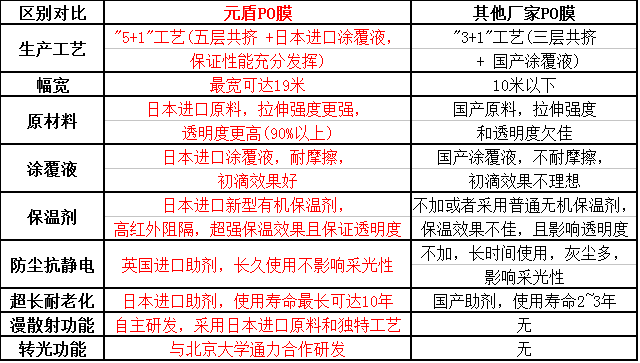 区别对比 元盾PO膜 其他厂家PO膜
生产工艺
"5+1"工艺(五层共挤 +日本进口涂覆液,
保证性能充分发挥)
"3+1"工艺(三层共挤
+ 国产涂覆液)
幅宽 最宽可达19米 10米以下
原材料
日本进口原料，拉伸强度更强，
透明度更高(90%以上)
国产原料，拉伸强度
和透明度欠佳
涂覆液
日本进口涂覆液，耐摩擦，
初滴效果好
国产涂覆液，不耐摩擦，
初滴效果不理想
保温剂
日本进口新型有机保温剂，
高红外阻隔，超强保温效果且保证透明度
不加或者采用普通无机保温剂，
保温效果不佳，且影响透明度
防尘抗静电
英国进口助剂，长久使用不影响采光性
不加，长时间使用，灰尘多，
影响采光性
超长耐老化 日本进口助剂，使用寿命最长可达10年 国产助剂，使用寿命2~3年
漫散射功能 自主研发，采用日本进口原料和独特工艺 无
转光功能 与北京大学通力合作研发 无